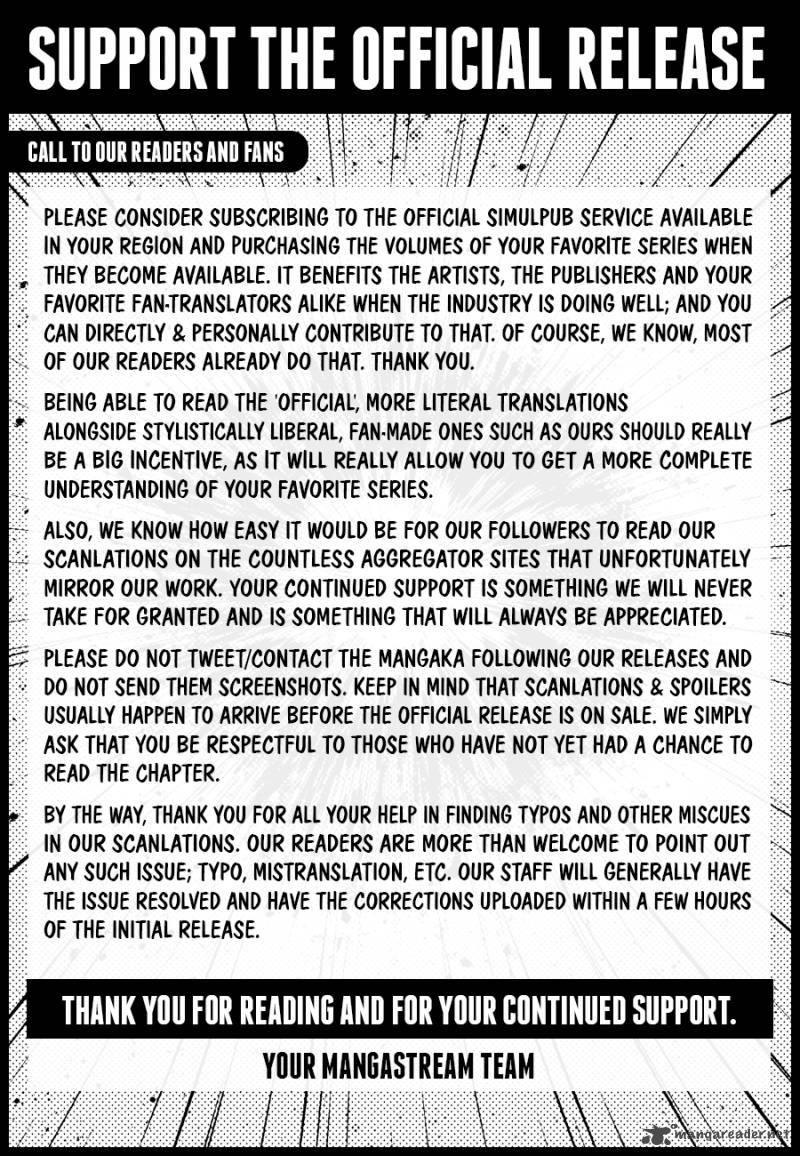 SUPPORT THE OFFICIAL RELEASE
CALL TO OUR READERS AND FANS
PLEASE CONSIDER SUBSCRIBING TO THE OFFICIAL SIMULPUB SERVICE AVAILABLE
IN YOUR REGION AND PURCHASING THE VOLUMES OF YOUR FAVORITE SERIES WHEN
THEY BECOME AVAILABLE. IT BENEFITS THE ARTISTS, THE PUBLISHERS AND YOUR
FAVORITE FAN-TRANSLATORS ALIKE WHEN THE INDUSTRY IS DOING WELL; AND YOU
CAN DIRECTLY & PERSONALLY CONTRIBUTE TO THAT. OF COURSE, WE KNOW, MOST
OF OUR READERS ALREADY DO THAT. THANK YOU.
BEING ABLE TO READ THE 'OFFICIAL', MORE LITERAL TRANSLATIONS
ALONGSIDE STYLISTICALLY LIBERAL, FAN-MADE ONES SUCH AS OURS SHOULD REALLY
BE A BIG INCENTIVE, AS IT WILL REALLY ALLOW YOU TO GET A MORE COMPLETE
UNDERSTANDING OF YOUR FAVORITE SERIES.
ALSO, WE KNOW HOW EASY IT WOULD BE FOR OUR FOLLOWERS TO READ OUR
SCANLATIONS ON THE COUNTLESS AGGREGATOR SITES THAT UNFORTUNATELY
MIRROR OUR WORK. YOUR CONTINUED SUPPORT IS SOMETHING WE WILL NEVER
TAKE FOR GRANTED AND IS SOMETHING THAT WILL ALWAYS BE APPRECIATED.
PLEASE DO NOT TWEET/CONTACT THE MANGAKA FOLLOWING OUR RELEASES AND
DO NOT SEND THEM SCREENSHOTS. KEEP IN MIND THAT SCANLATIONS & SPOILERS
USUALLY HAPPEN TO ARRIVE BEFORE THE OFFICIAL RELEASE IS ON SALE. WE SIMPLY
ASK THAT YOU BE RESPECTFUL TO THOSE WHO HAVE NOT YET HAD A CHANCE TO
READ THE CHAPTER.
BY THE WAY, THANK YOU FOR ALL YOUR HELP IN FINDING TYPOS AND OTHER MISCUES
IN OUR SCANLATIONS. OUR READERS ARE MORE THAN WELCOME TO POINT OUT
ANY SUCH ISSUE; TYPO, MISTRANSLATION, ETC. OUR STAFF WILL GENERALLY HAVE
THE ISSUE RESOLVED AND HAVE THE CORRECTIONS UPLOADED WITHIN A FEW HOURS
OF THE INITIAL RELEASE.
THANK YOU FOR READING AND FOR YOUR CONTINUED SUPPORT.
YOUR MANGASTREAM TEAM
mangareader.net